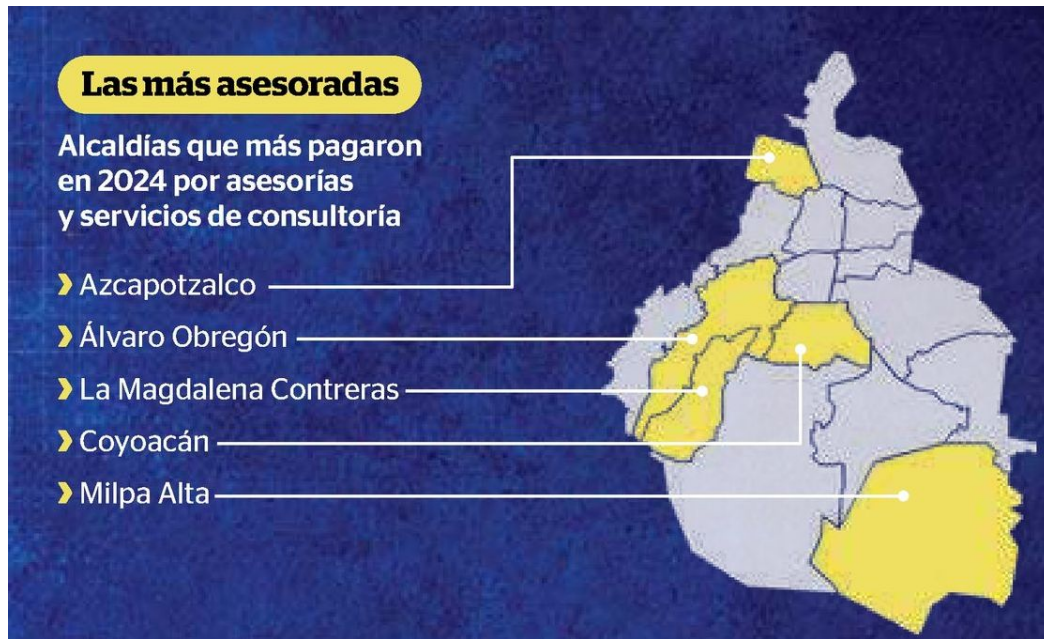 Las más asesoradas
Alcaldías que más pagaron
en 2024 por asesorías
y servicios de consultoría
Azcapotzalco
Álvaro Obregón
La Magdalena Contreras
Coyoacán
Milpa Alta